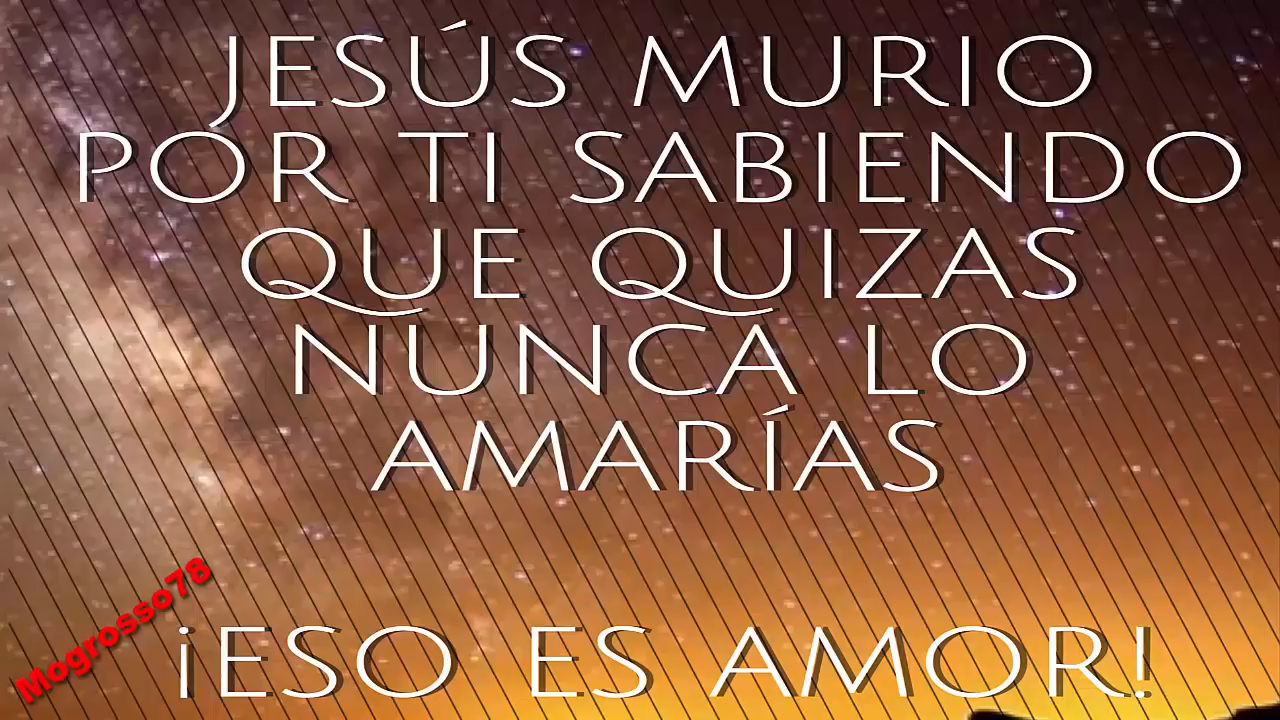 JESÚS MURIO
POR TI SABIENDO
QUE QUIZAS
NUNCA LO
AMARÍAS
Mogrosso78
¡ESO ES AMOR!